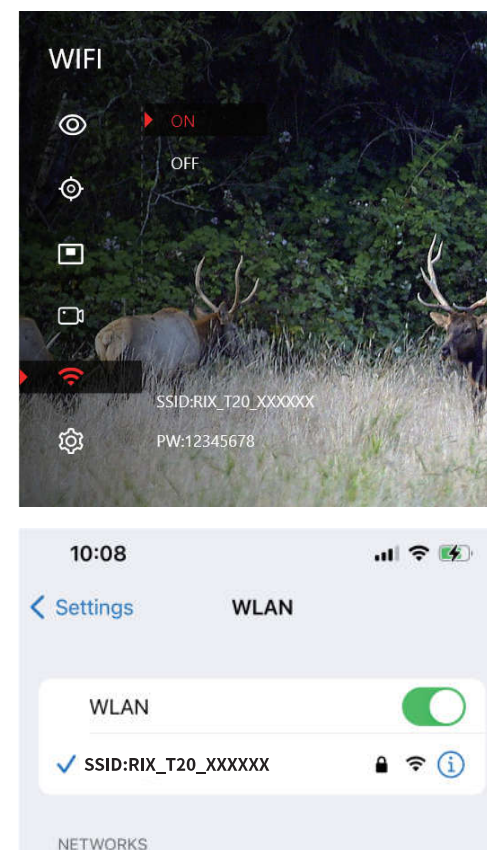 WIFI
ON
OFF
SSID:RIX_T20_XXXXXX
PW:12345678
10:08
Settings
WLAN
WLAN
SSID:RIX_T20_XXXXXX
NETWORKS